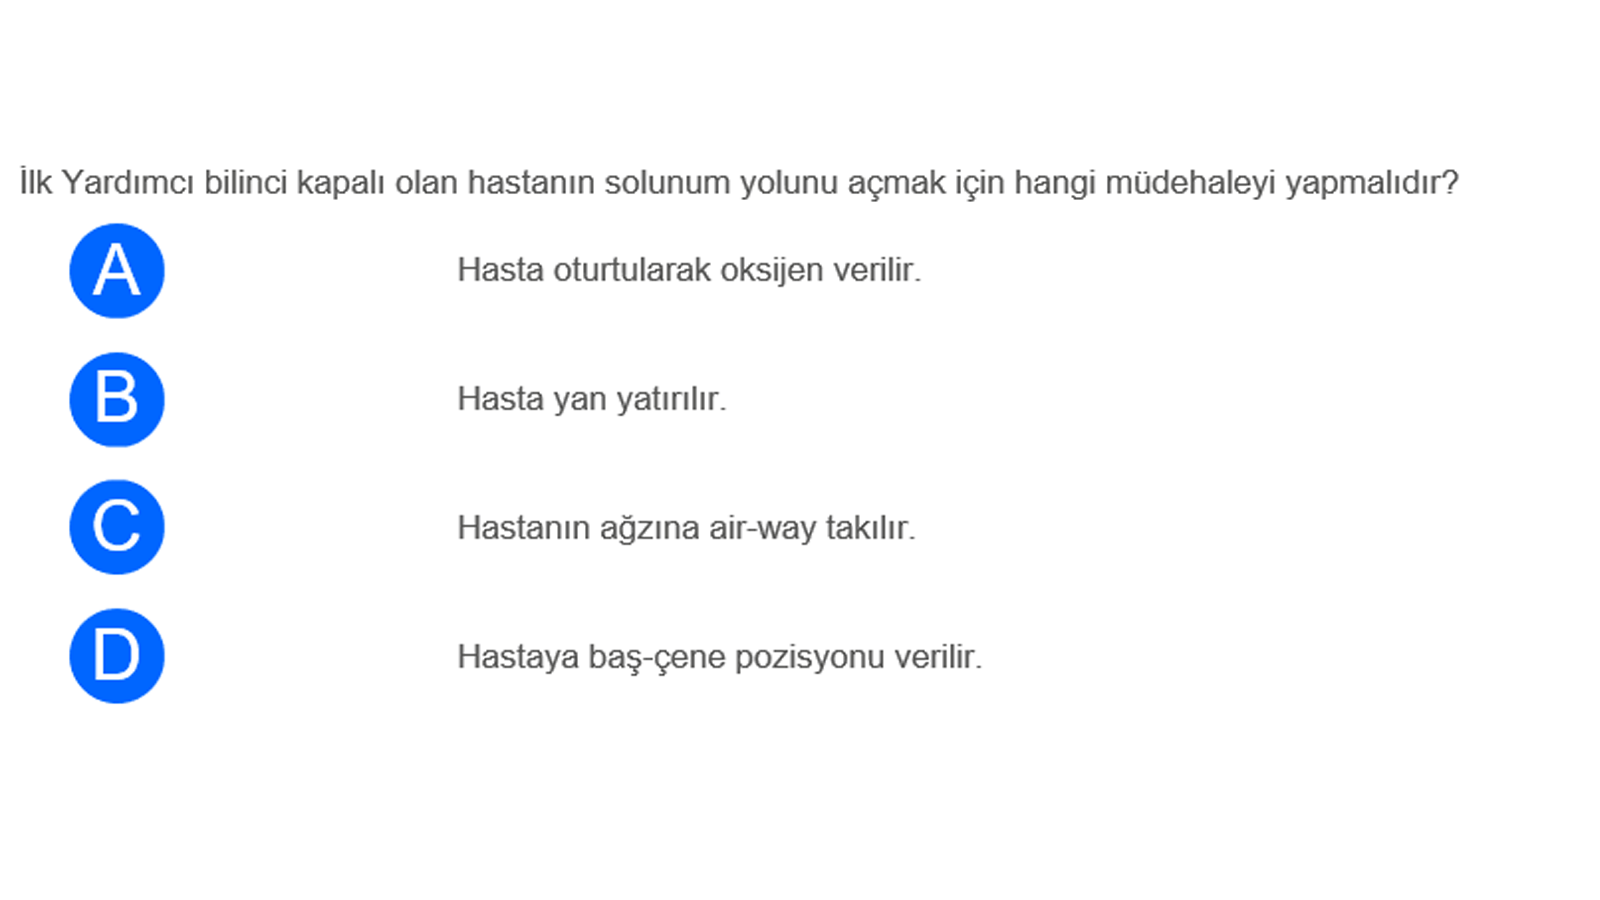 İlk Yardımcı bilinci kapalı olan hastanın solunum yolunu açmak için hangi müdehaleyi yapmalıdır?
A Hasta oturtularak oksijen verilir.
B Hasta yan yatırılır.
C Hastanın ağzına air-way takılır.
D Hastaya baş-çene pozisyonu verilir.